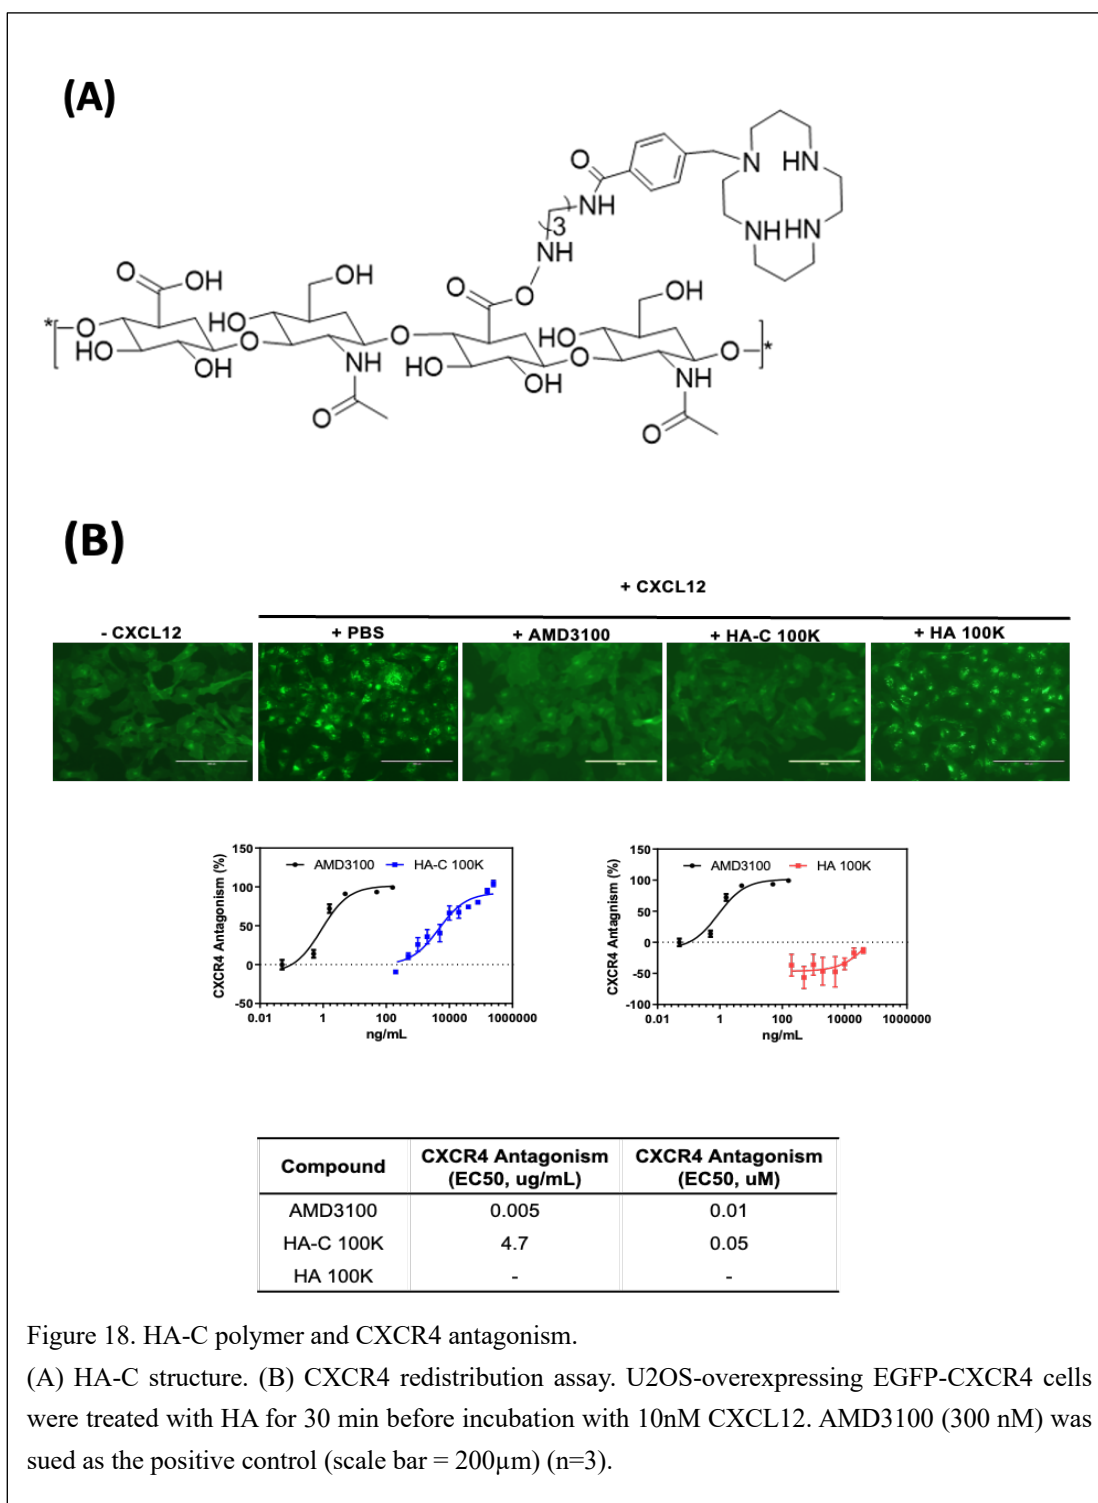 (A)
O
N
HN
NH
3
NH
NH
HN
O
OH
OH
O
O
OH
*
O
HO
O
HO
O
*
HO
OH
O
NH
HO
OH
O
NH
O
O
(B)
+ CXCL12
- CXCL12
+ PBS
+ AMD3100
+ HA-C 100K
+ HA 100K
CXCR4 Antagonism (%)
150
100
50
0
-50
AMD3100
HA-C 100K
0.01
1
100
10000
1000000
ng/mL
CXCR4 Antagnism (%)
150
100
50
0
-50
-100
AMD3100
HA 100K
0.01
1
100
10000
1000000
ng/mL
Compound
CXCR4 Antagonism
(EC50, ug/mL)
CXCR4 Antagonism
(EC50, uM)
AMD3100
0.005
0.01
HA-C 100K
4.7
0.05
HA 100K
-
-
Figure 18. HA-C polymer and CXCR4 antagonism.
(A) HA-C structure. (B) CXCR4 redistribution assay. U2OS-overexpressing EGFP-CXCR4 cells
were treated with HA for 30 min before incubation with 10nM CXCL12. AMD3100 (300 nM) was
sued as the positive control (scale bar = 200μm) (n=3).